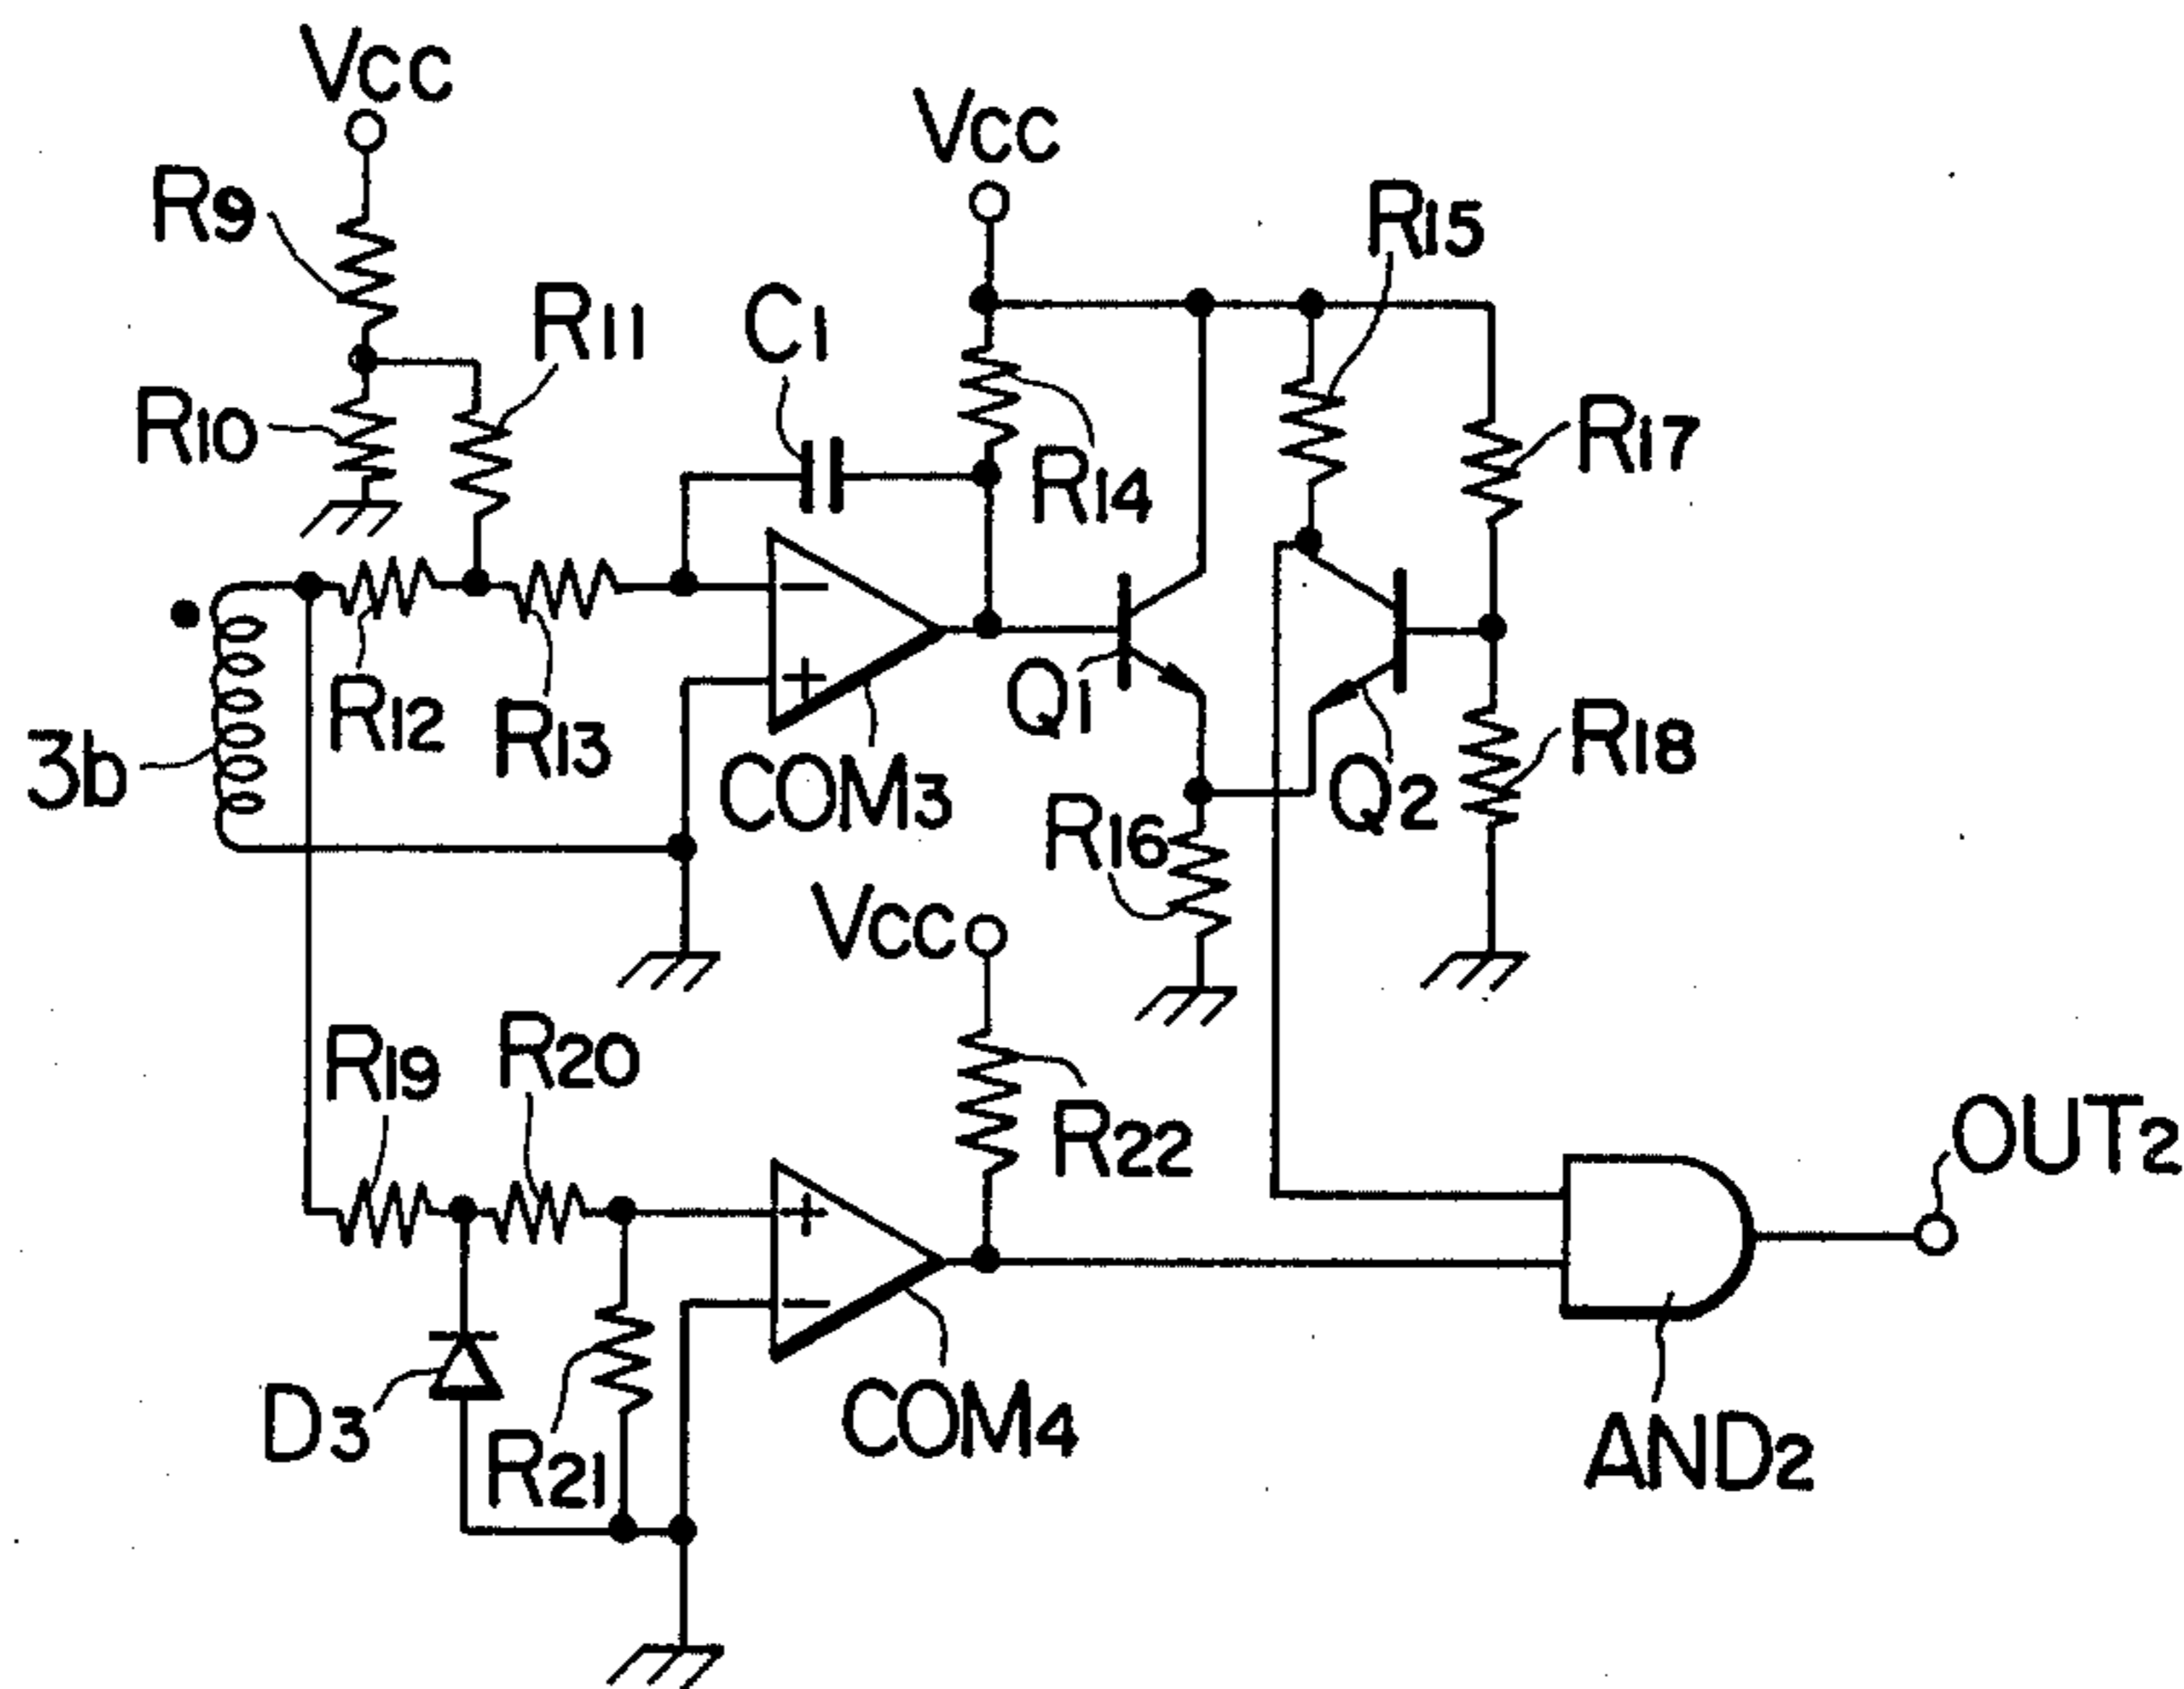 Vcc
Vcc
R9
R15
R11
C1
R10
R17
R14
−
+
Q1
R12
R13
R18
3b
COM3
Q2
R16
Vcc
R19
R20
R22
OUT2
+
−
D3
COM4
R21
AND2